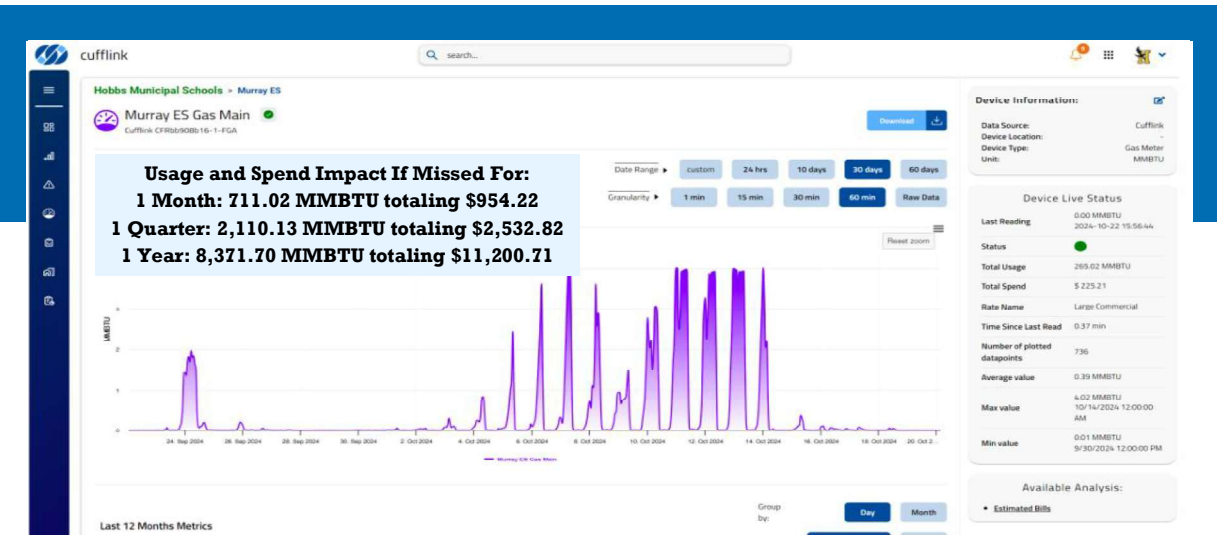 cufflink
search...
9
Hobbs Municipal Schools » Murray ES
Murray ES Gas Main
Cufflink CFRbb908b16-1-FGA
Download
Usage and Spend Impact If Missed For:
1 Month: 711.02 MMBTU totaling $954.22
1 Quarter: 2,110.13 MMBTU totaling $2,532.82
1 Year: 8,371.70 MMBTU totaling $11,200.71
Date Range
custom
24 hrs
10 days
30 days
60 days
Granularity
1 min
15 min
30 min
60 min
Raw Data
Reset zoom
MMBTU
4
2
1
0
24. Sep 2024
26. Sep 2024
28. Sep 2024
30. Sep 2024
2. Oct 2024
4. Oct 2024
6. Oct 2024
8. Oct 2024
10. Oct 2024
12. Oct 2024
14. Oct 2024
16. Oct 2024
18. Oct 2024
20. Oct 2...
Murray ES Gas Main
Last 12 Months Metrics
Group by:
Day
Month
Device Information:
Data Source: Cufflink
Device Location: -
Device Type: Gas Meter
Unit: MMBTU
Device Live Status
Last Reading 0.00 MMBTU
2024-10-22 15:56:44
Status
Total Usage 265.02 MMBTU
Total Spend $ 225.21
Rate Name Large Commercial
Time Since Last Read 0.37 min
Number of plotted datapoints 736
Average value 0.39 MMBTU
Max value 4.02 MMBTU
10/14/2024 12:00:00 AM
Min value 0.01 MMBTU
9/30/2024 12:00:00 PM
Available Analysis:
• Estimated Bills